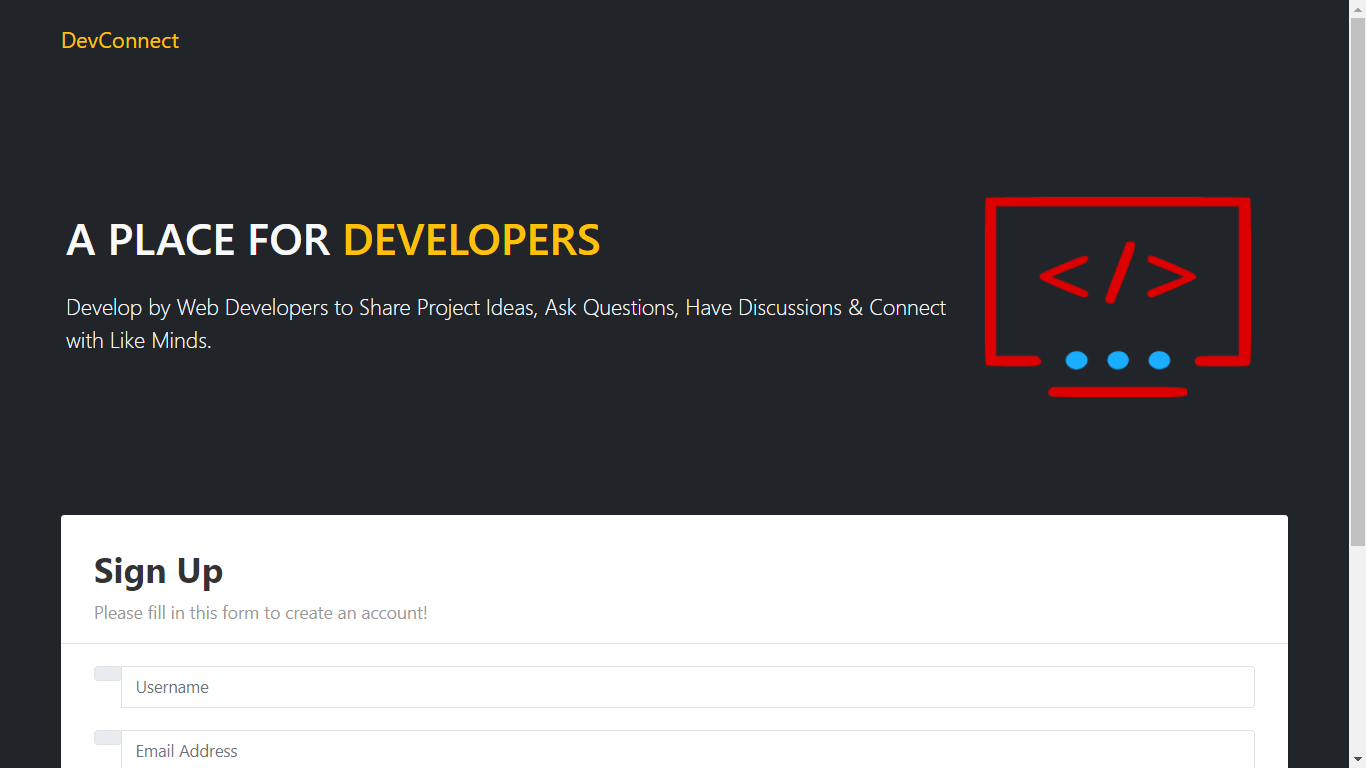 DevConnect
A PLACE FOR DEVELOPERS
Develop by Web Developers to Share Project Ideas, Ask Questions, Have Discussions & Connect
with Like Minds.
</>
Sign Up
Please fill in this form to create an account!
Username
Email Address